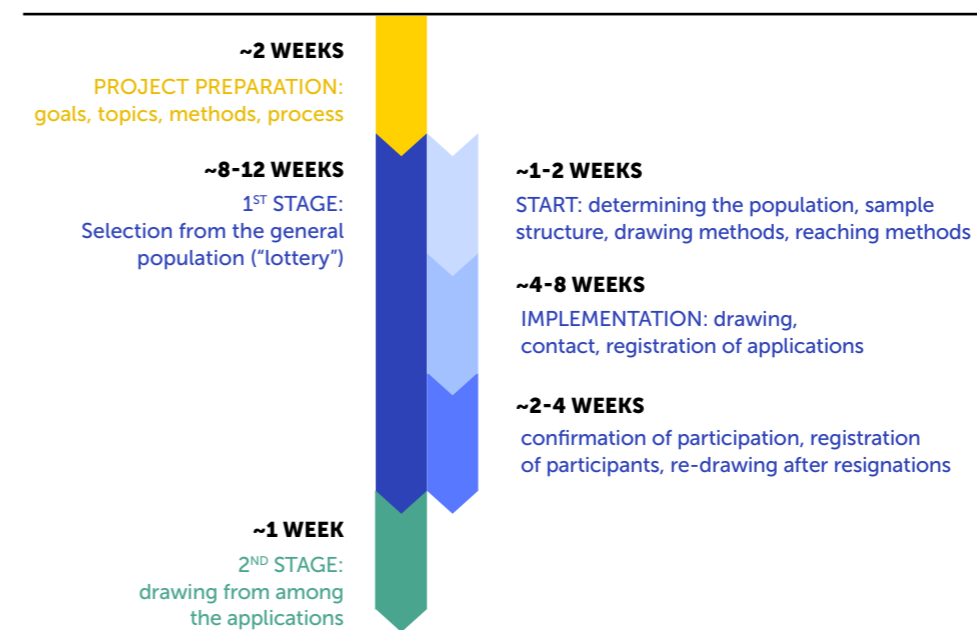 ~2 WEEKS
PROJECT PREPARATION:
goals, topics, methods, process
~8-12 WEEKS
1ST STAGE:
Selection from the general
population (“lottery”)
~1-2 WEEKS
START: determining the population, sample
structure, drawing methods, reaching methods
~4-8 WEEKS
IMPLEMENTATION: drawing,
contact, registration of applications
~2-4 WEEKS
confirmation of participation, registration
of participants, re-drawing after resignations
~1 WEEK
2ND STAGE:
drawing from among
the applications